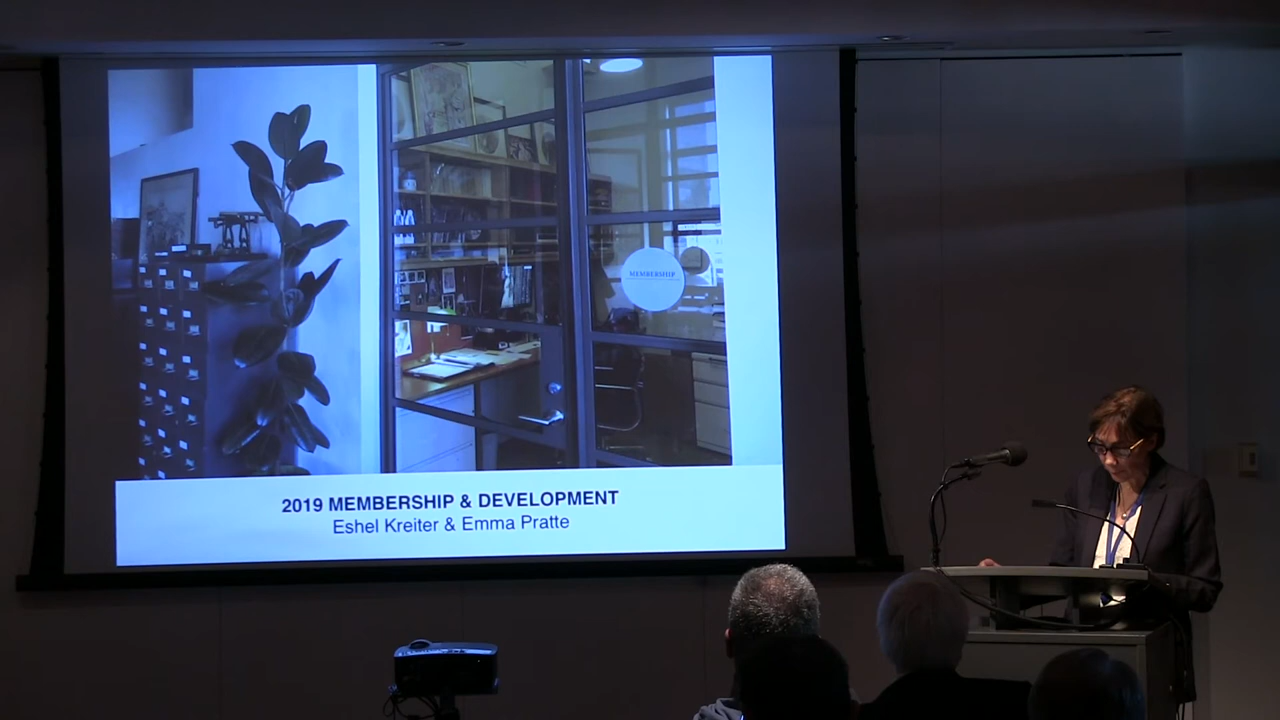 MEMBERSHIP
2019 MEMBERSHIP & DEVELOPMENT
Eshel Kreiter & Emma Pratte